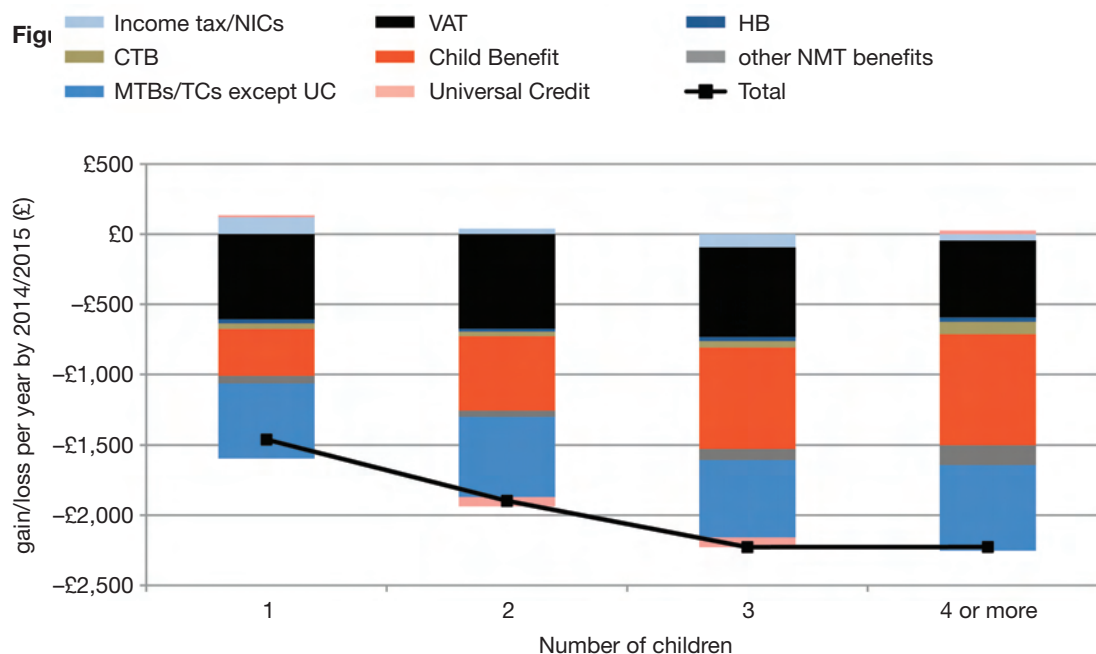 Income tax/NICs VAT HB
CTB Child Benefit other NMT benefits
MTBs/TCs except UC Universal Credit Total
£500
£0
–£500
–£1,000
–£1,500
–£2,000
–£2,500
gain/loss per year by 2014/2015 (£)
1 2 3 4 or more
Number of children